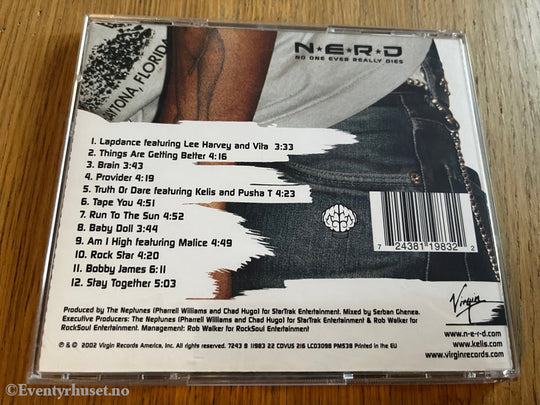 YTONA, FLORIDA
N★E★R★D
NO ONE EVER REALLY DIES
1. Lapdance featuring Lee Harvey and Vita 3:33
2. Things Are Getting Better 4:16
3. Brain 3:43
4. Provider 4:19
5. Truth Or Dare featuring Kelis and Pusha T 4:23
6. Tape You 4:51
7. Run To The Sun 4:52
8. Baby Doll 3:44
9. Am I High featuring Malice 4:49
10. Rock Star 4:20
11. Bobby James 6:11
12. Stay Together 5:03
7 24381 19832 2
Virgin
Produced by The Neptunes (Pharrell Williams and Chad Hugo) for StarTrak Entertainment. Mixed by Serban Ghenea.
Executive Producers: The Neptunes (Pharrell Williams and Chad Hugo) for StarTrak Entertainment & Rob Walker for
RockSoul Entertainment. Management: Rob Walker for RockSoul Entertainment
www.n-e-r-d.com
www.kelis.com
www.virginrecords.com
℗ & © 2002 Virgin Records America, Inc. All rights reserved. 7243 8 11983 22 CDVUS 216 LC03098 PM538 Printed in the EU
© Eventyrhuset.no